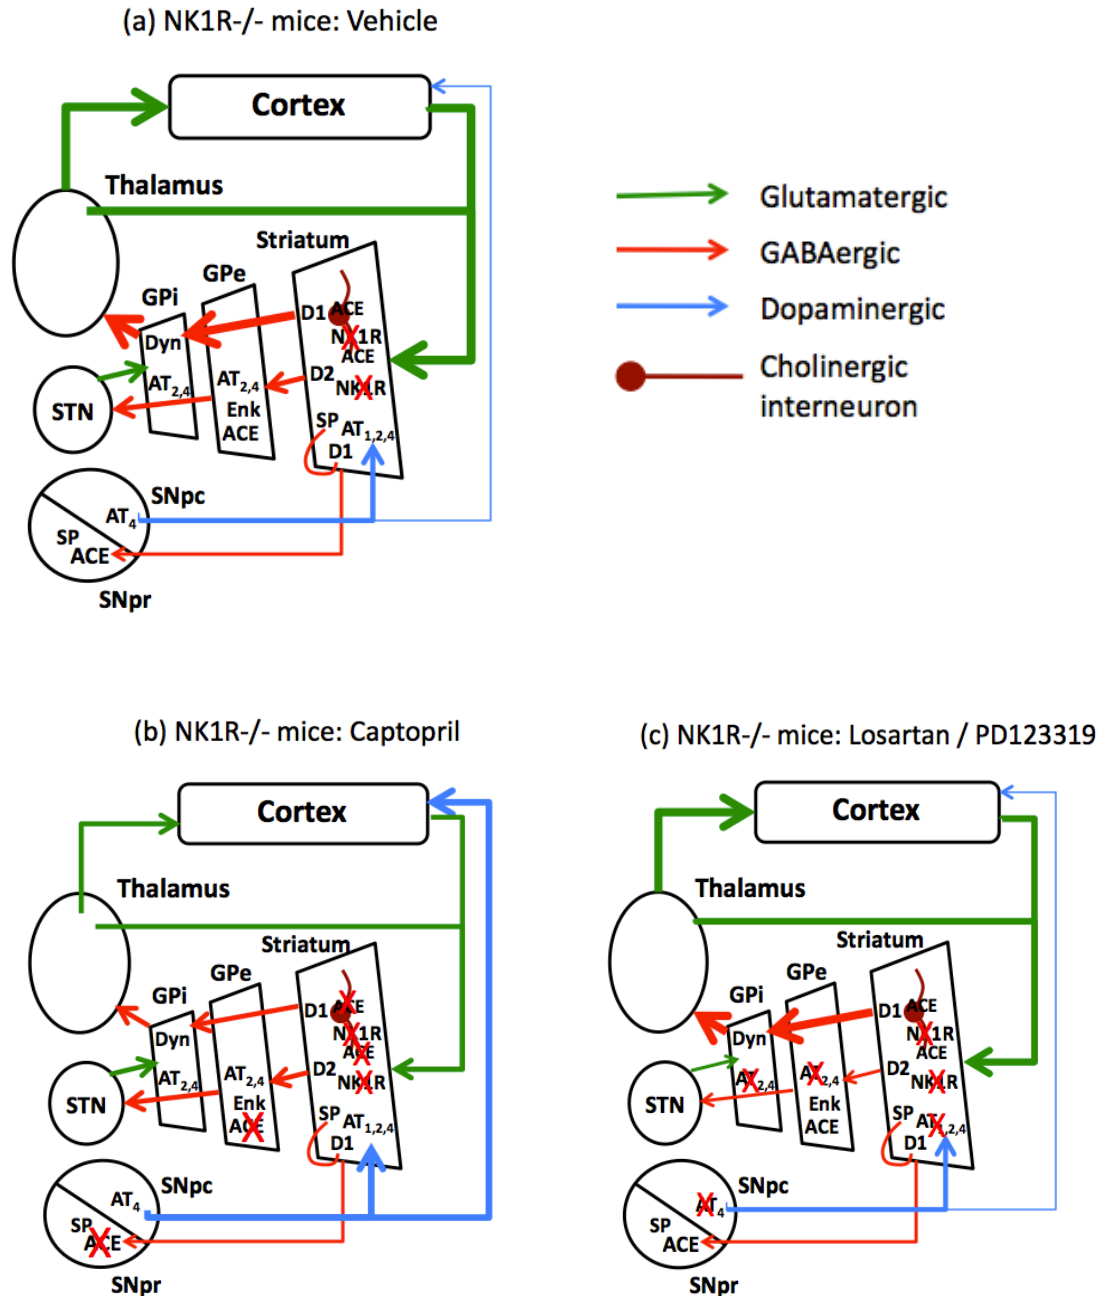 (a) NK1R-/- mice: Vehicle
Cortex
Thalamus
Striatum
GPe
GPi
D1
ACE
NK1R
ACE
Dyn
AT2,4
D2
NK1R
AT2,4
Enk
ACE
STN
SP
AT1,2,4
D1
SNpc
AT4
SP
ACE
SNpr
Glutamatergic
GABAergic
Dopaminergic
Cholinergic
interneuron
(b) NK1R-/- mice: Captopril
Cortex
Thalamus
Striatum
GPe
GPi
D1
ACE
NK1R
ACE
Dyn
AT2,4
D2
NK1R
AT2,4
Enk
ACE
STN
SP
AT1,2,4
D1
SNpc
AT4
SP
ACE
SNpr
(c) NK1R-/- mice: Losartan / PD123319
Cortex
Thalamus
Striatum
GPe
GPi
D1
ACE
NK1R
ACE
Dyn
AT2,4
D2
NK1R
AT2,4
Enk
ACE
STN
SP
AT1,2,4
D1
SNpc
AT4
SP
ACE
SNpr